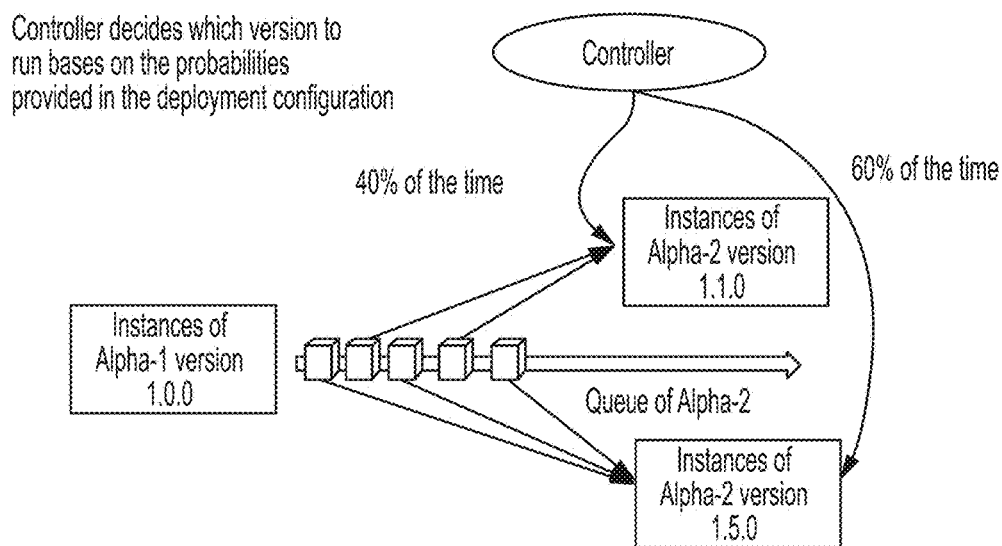 Controller decides which version to
run bases on the probabilities
provided in the deployment configuration
Controller
40% of the time
60% of the time
Instances of
Alpha-2 version
1.1.0
Instances of
Alpha-1 version
1.0.0
Queue of Alpha-2
Instances of
Alpha-2 version
1.5.0